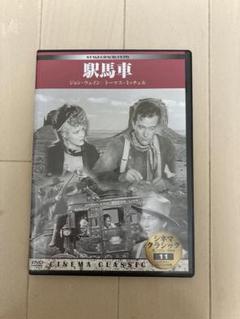 駅馬車
ジョン・ウェイン トーマス・ミッチェル
シネマ
クラシック
11
DVD
CINEMA CLASSIC